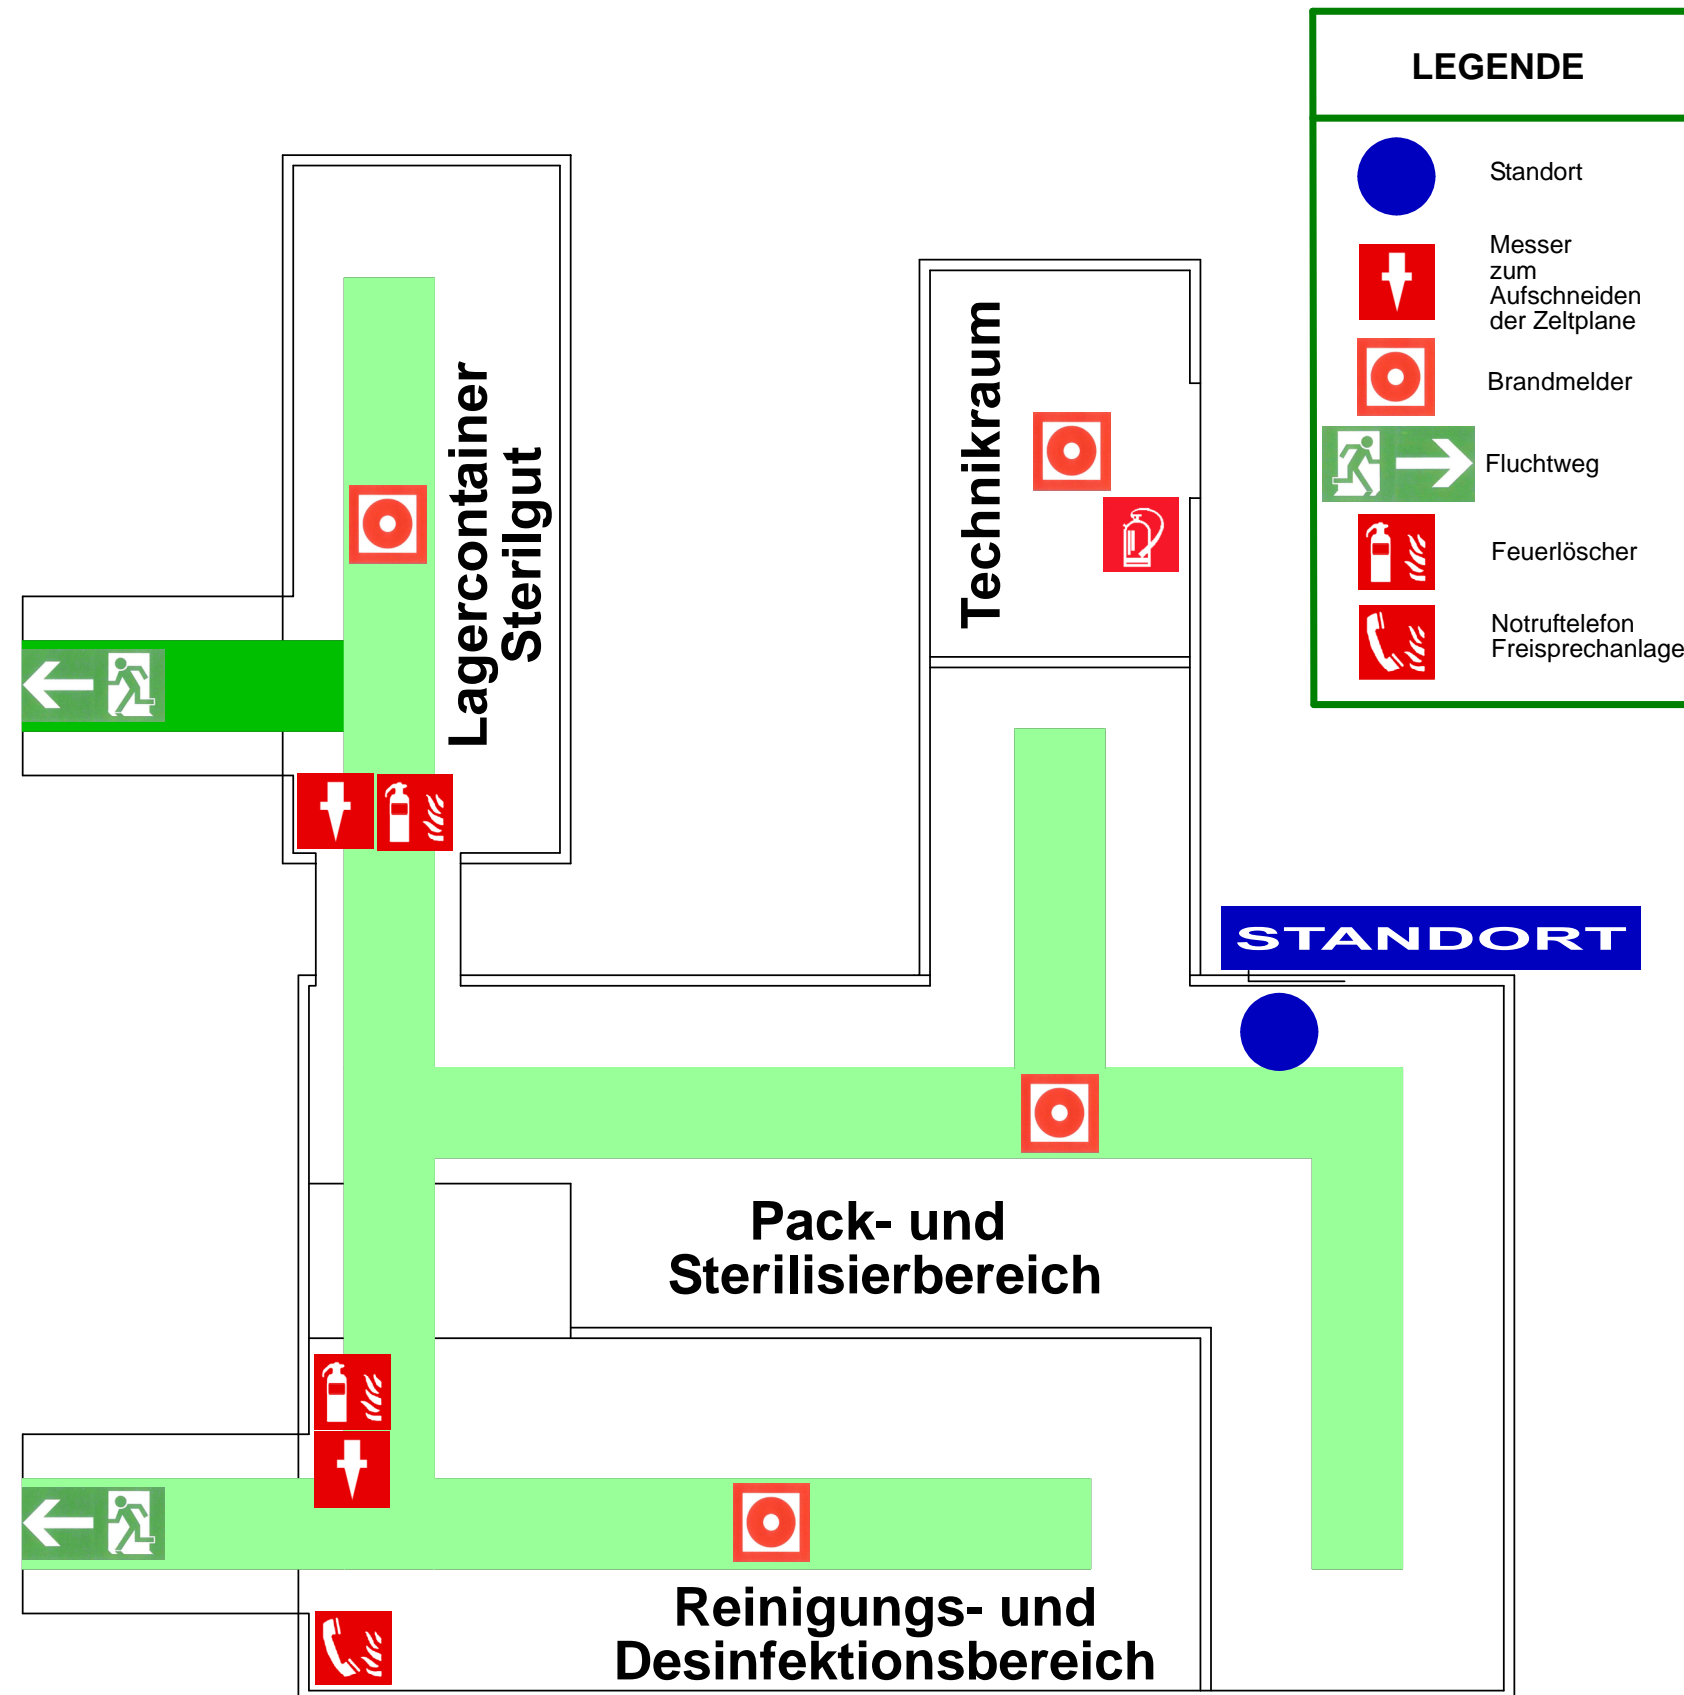 LEGENDE
Standort
Messer
zum
Aufschneiden
der Zeltplane
Brandmelder
Fluchtweg
Feuerlöscher
Notruftelefon
Freisprechanlage
Lagercontainer
Sterilgut
Technikraum
STANDORT
Pack- und
Sterilisierbereich
Reinigungs- und
Desinfektionsbereich